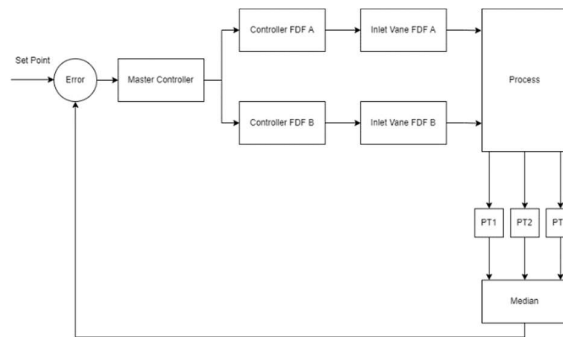 Controller FDF A
Inlet Vane FDF A
Set Point
Error
Master Controller
Process
Controller FDF B
Inlet Vane FDF B
PT1
PT2
PT
Median